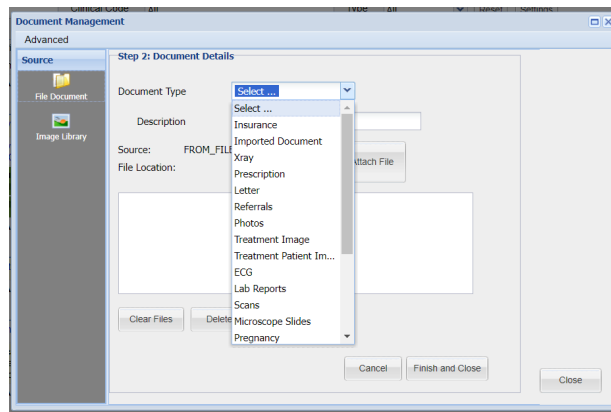 Clinical Code All Type All Reset Settings
Document Management
Advanced
Source
File Document
Image Library
Step 2: Document Details
Document Type Select ...
Select ...
Description
Insurance
Imported Document
Source: FROM_FILE
Xray
Attach File
File Location:
Prescription
Letter
Referrals
Photos
Treatment Image
Treatment Patient Im...
ECG
Lab Reports
Scans
Clear Files Delete
Microscope Slides
Pregnancy
Cancel Finish and Close
Close